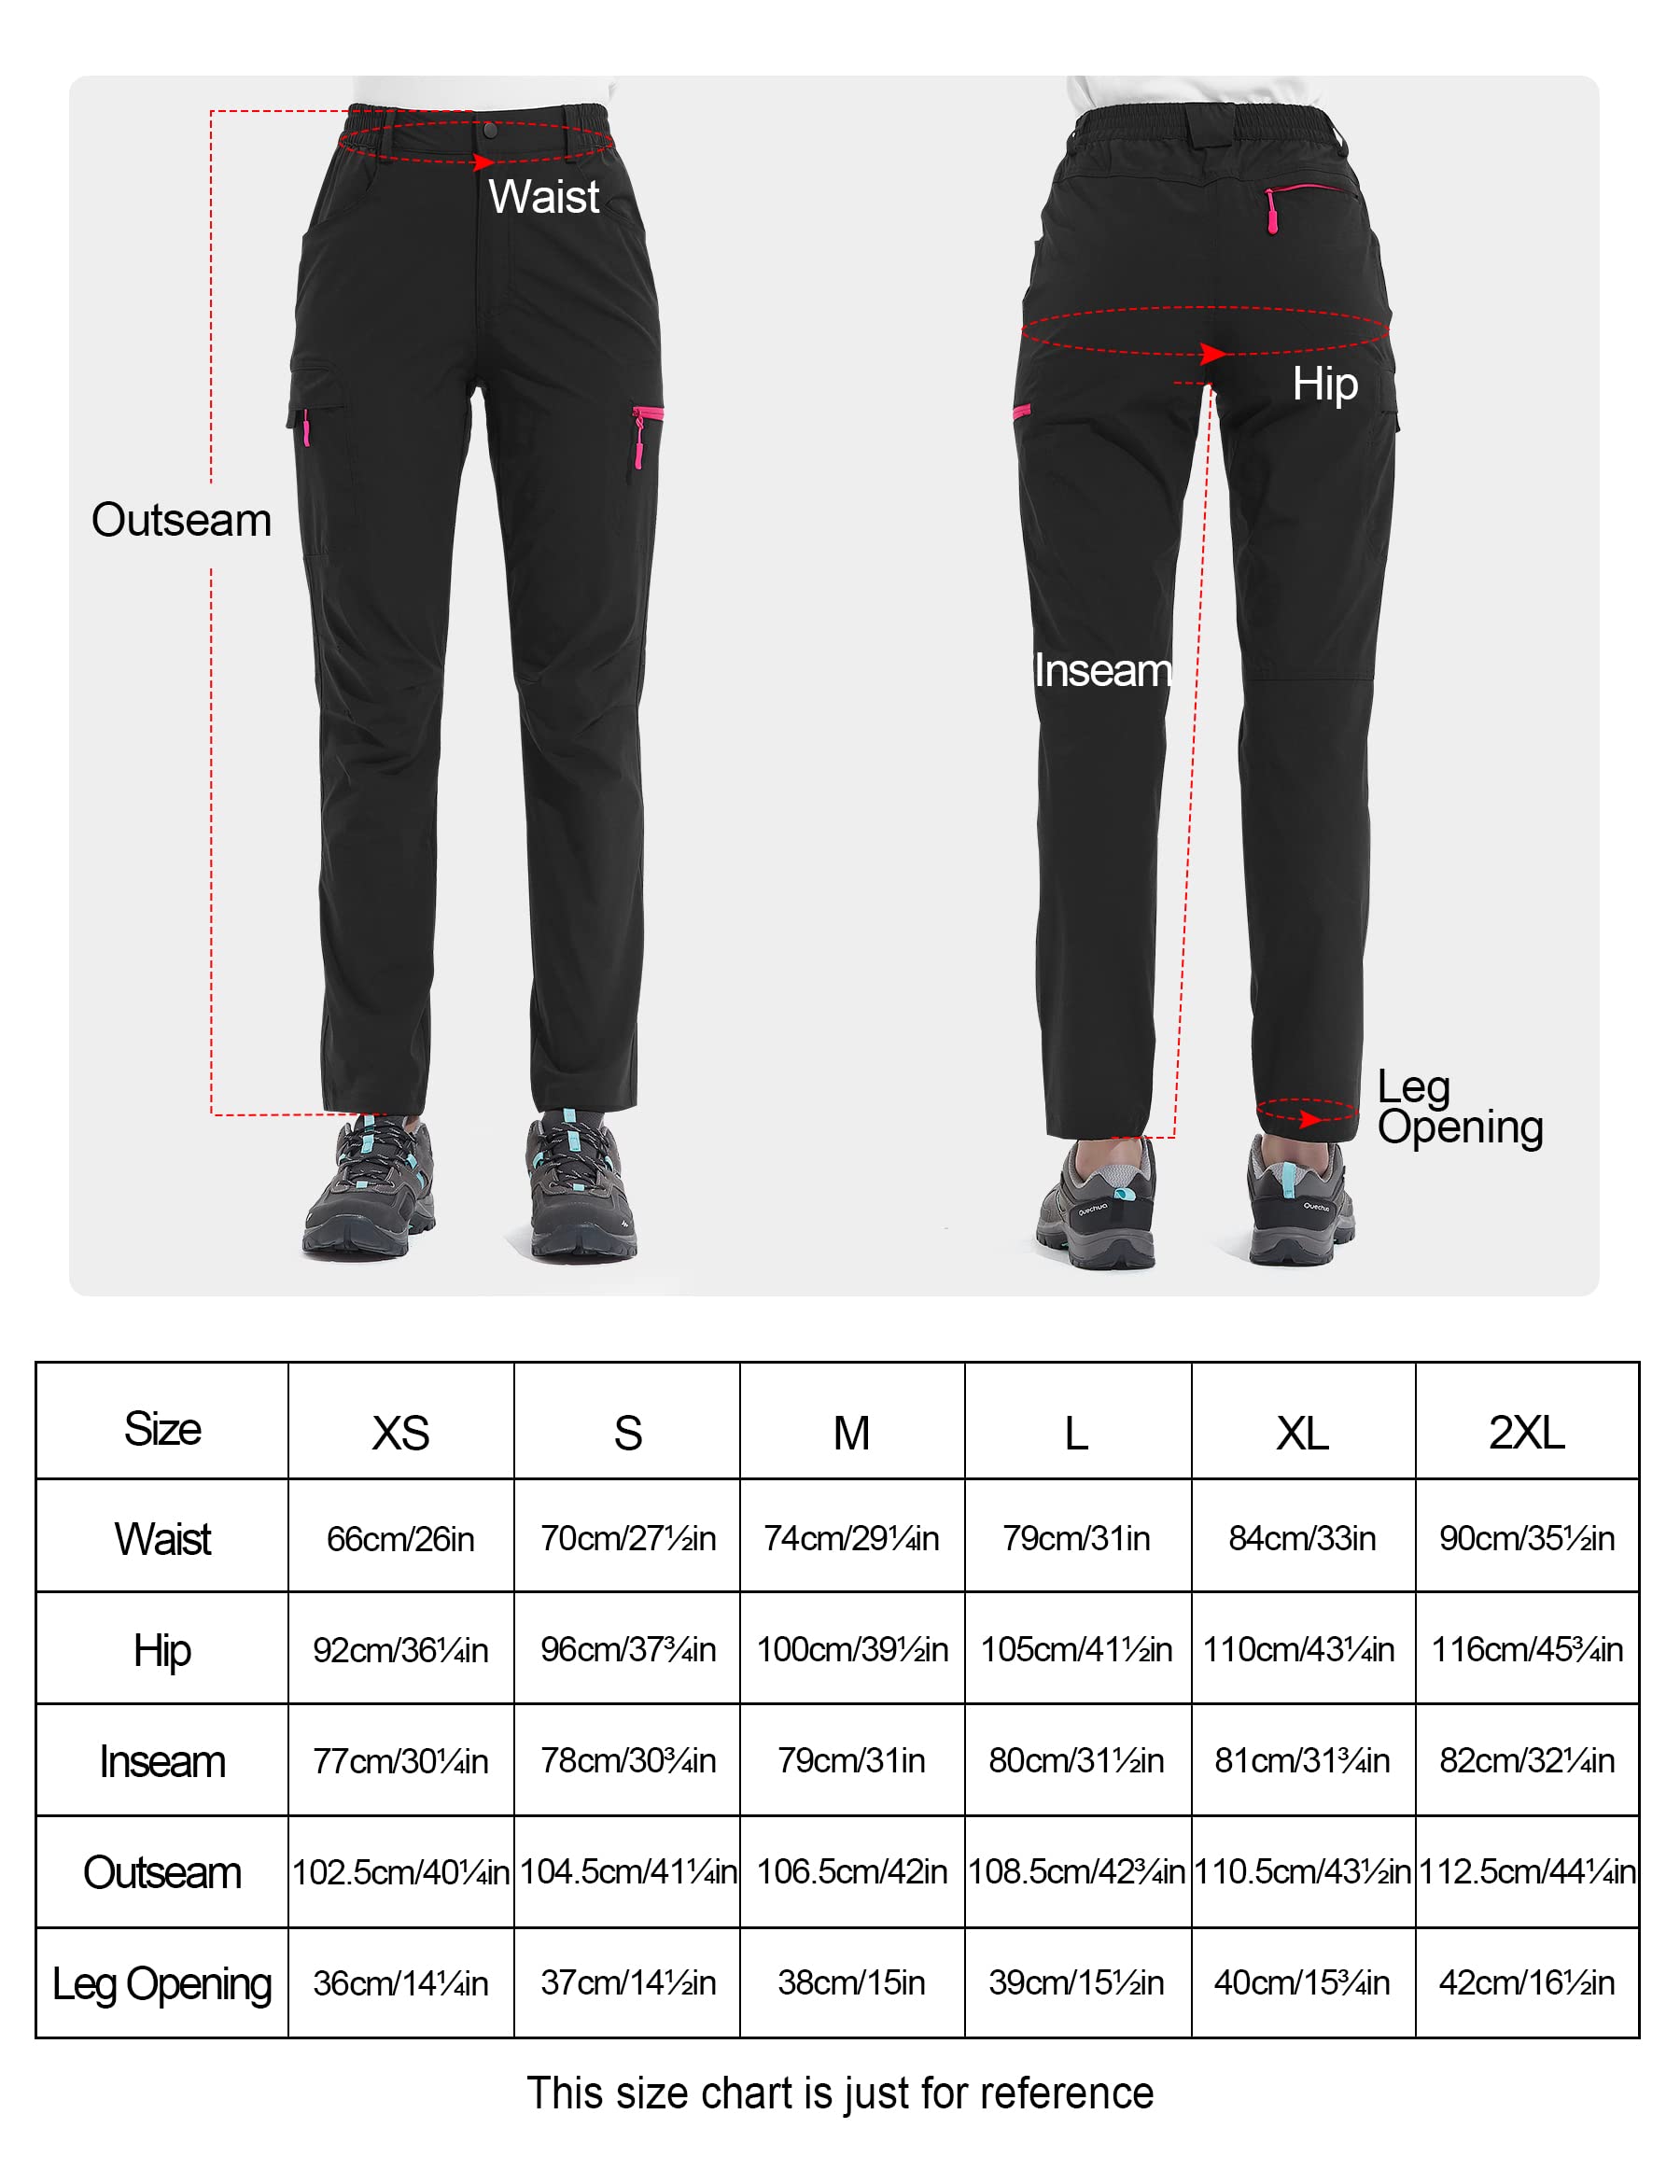 Waist
Hip
Outseam
Inseam
Leg
Opening
Quechua
Quechua
Size XS S M L XL 2XL
Waist 66cm/26in 70cm/27½in 74cm/29¼in 79cm/31in 84cm/33in 90cm/35½in
Hip 92cm/36¼in 96cm/37¾in 100cm/39½in 105cm/41½in 110cm/43¼in 116cm/45¾in
Inseam 77cm/30¼in 78cm/30¾in 79cm/31in 80cm/31½in 81cm/31¾in 82cm/32¼in
Outseam 102.5cm/40¼in 104.5cm/41¼in 106.5cm/42in 108.5cm/42¾in 110.5cm/43½in 112.5cm/44¼in
Leg Opening 36cm/14¼in 37cm/14½in 38cm/15in 39cm/15½in 40cm/15¾in 42cm/16½in
This size chart is just for reference